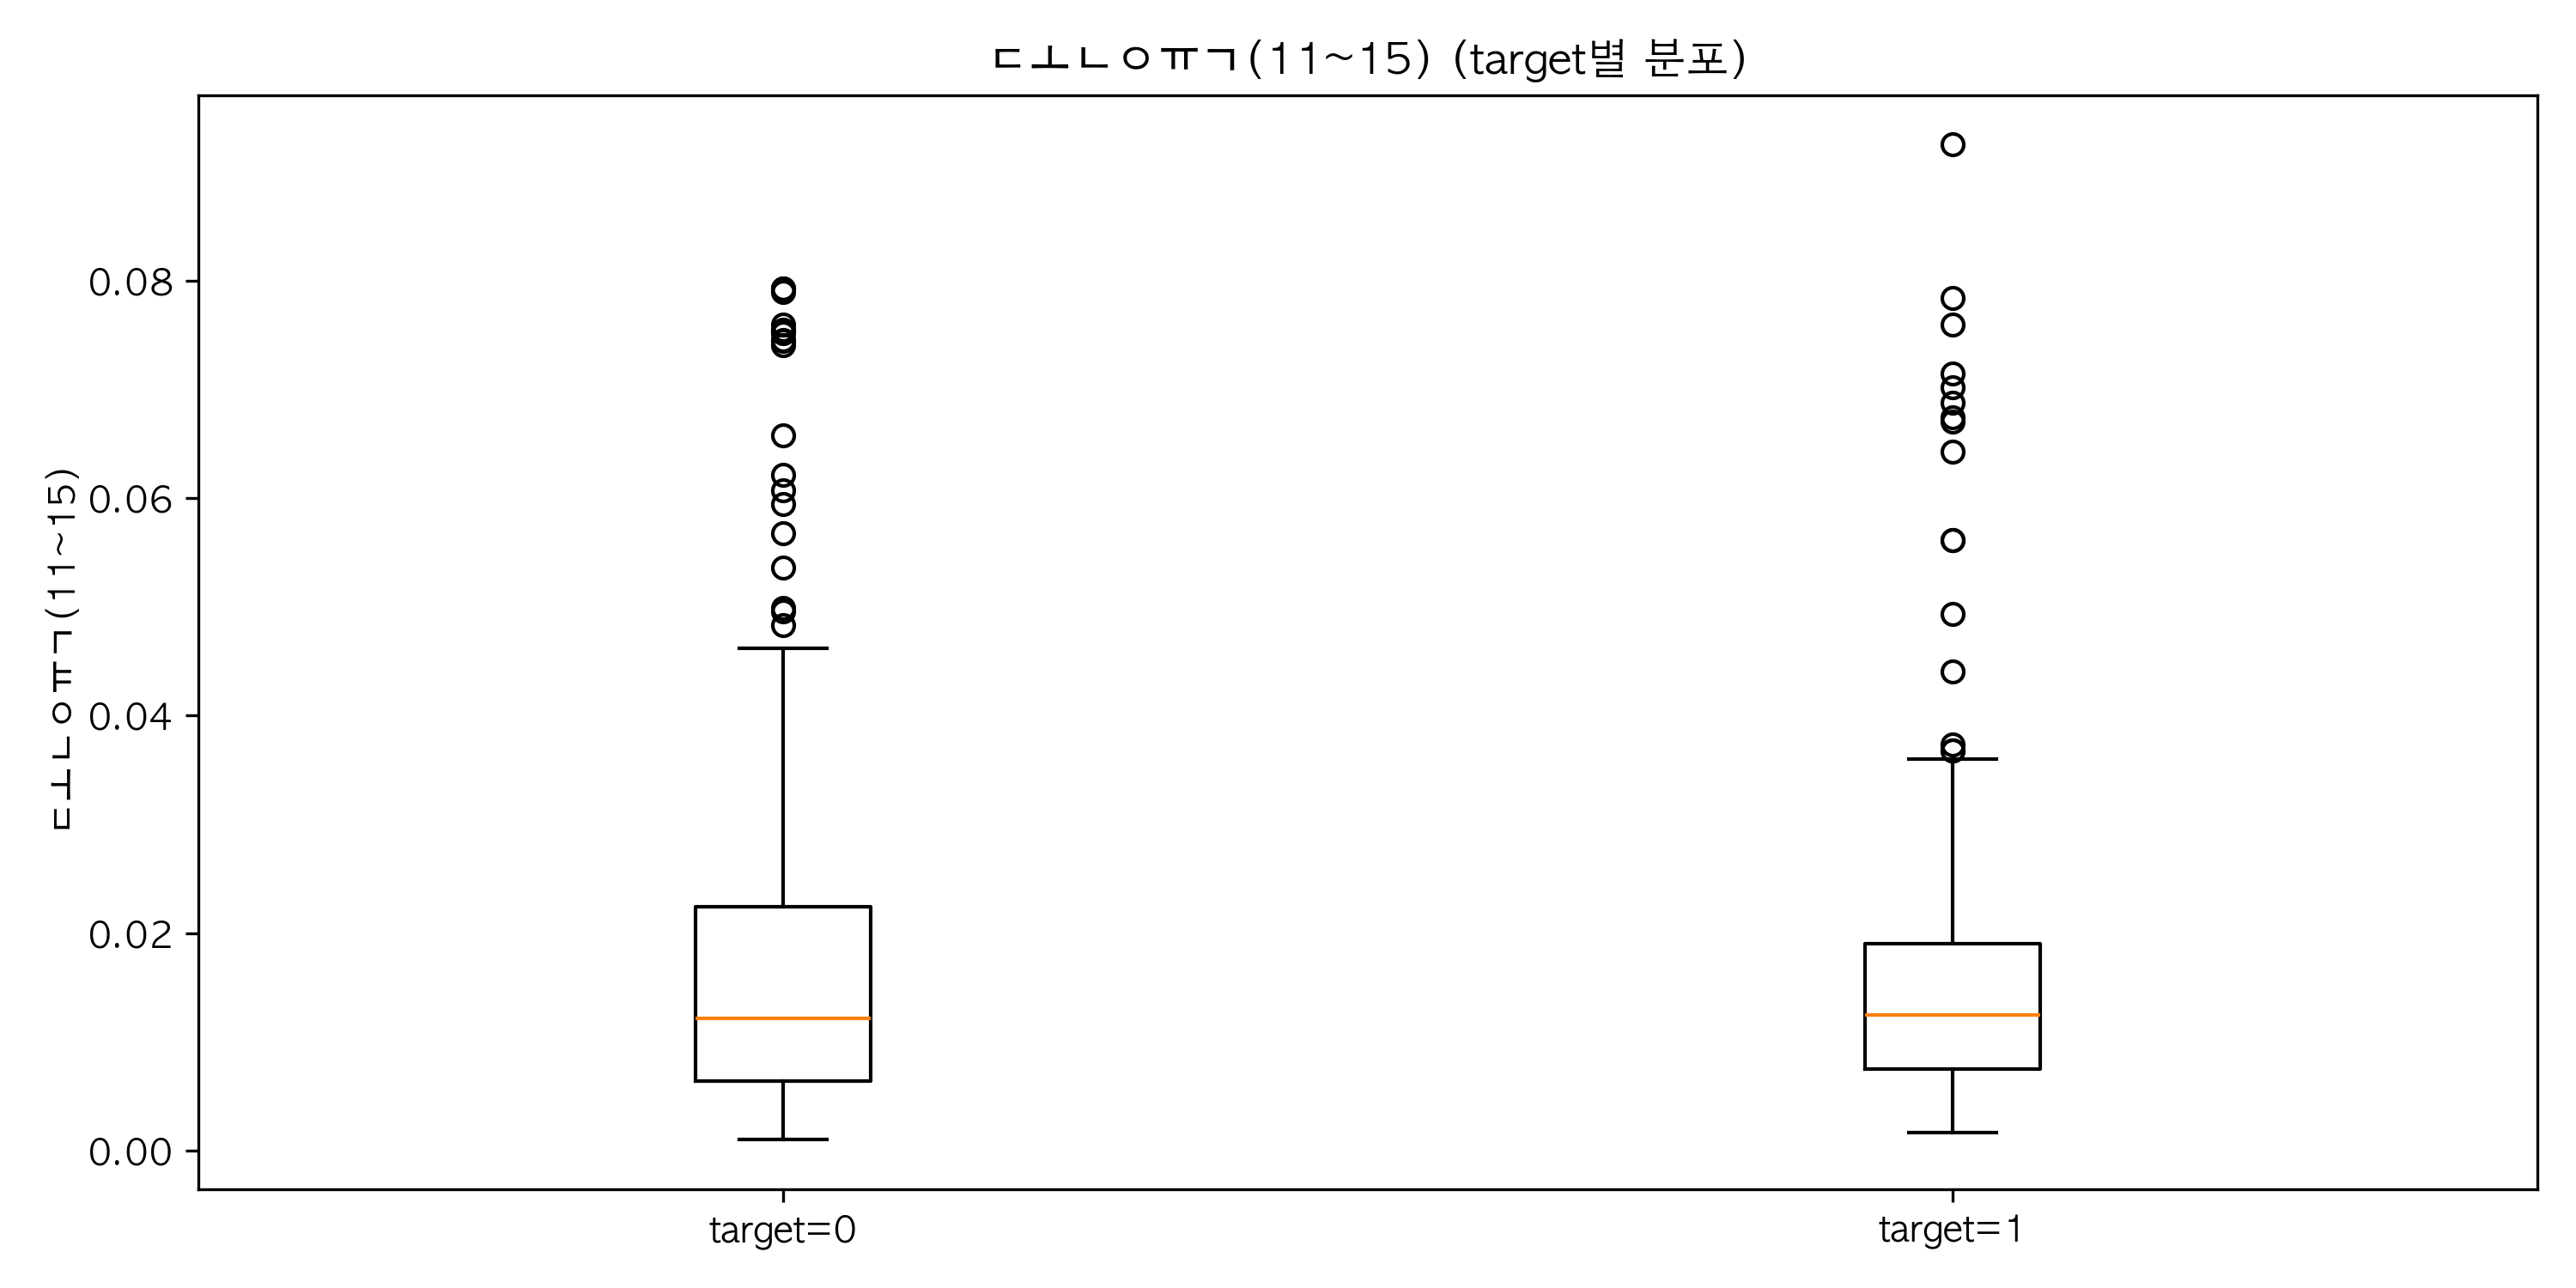 ㄷㅗㄴㅇㅠㄱ(11~15) (target별 분포)
ㄷㅗㄴㅇㅠㄱ(11~15)
0.08
0.06
0.04
0.02
0.00
target=0
target=1